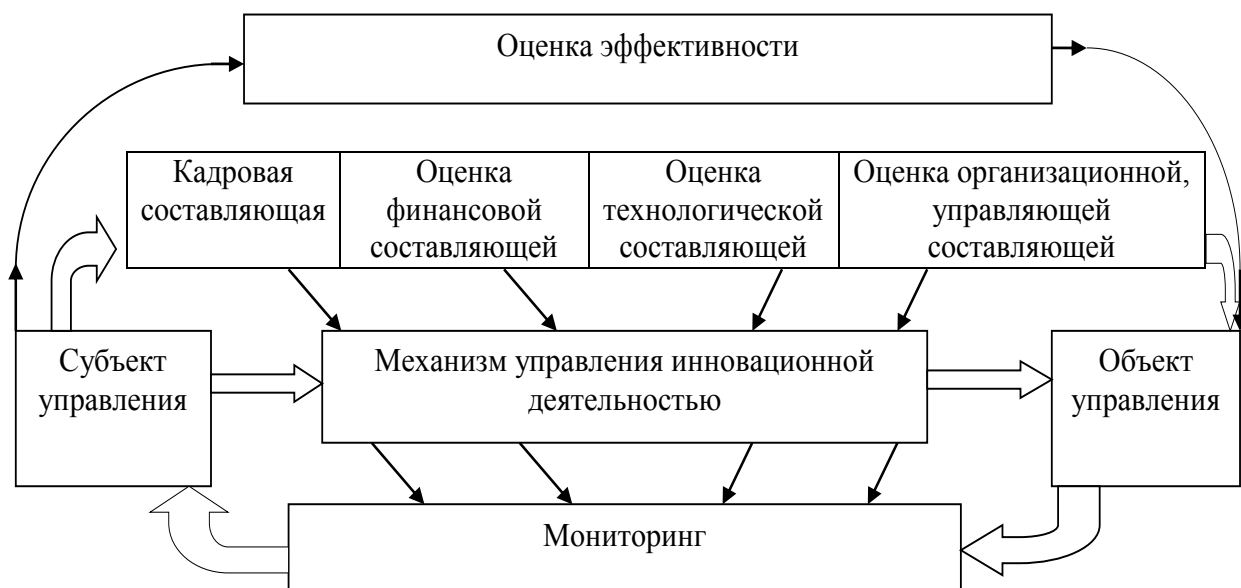 Оценка эффективности
Кадровая
составляющая
Оценка
финансовой
составляющей
Оценка
технологической
составляющей
Оценка организационной,
управляющей
составляющей
Субъект
управления
Механизм управления инновационной
деятельностью
Объект
управления
Мониторинг